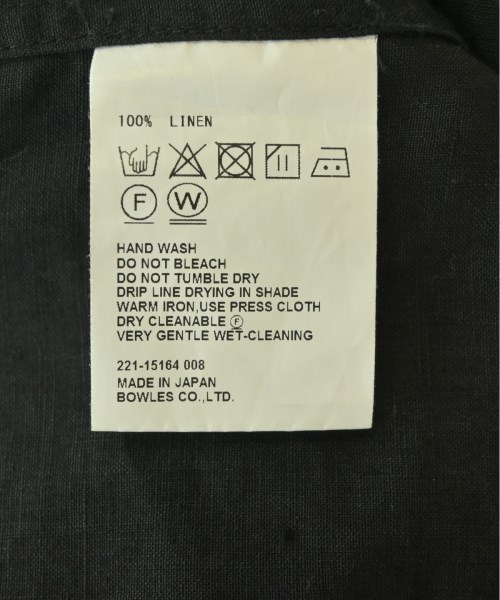 100% LINEN
F W
HAND WASH
DO NOT BLEACH
DO NOT TUMBLE DRY
DRIP LINE DRYING IN SHADE
WARM IRON,USE PRESS CLOTH
DRY CLEANABLE Ⓕ
VERY GENTLE WET-CLEANING
221-15164 008
MADE IN JAPAN
BOWLES CO.,LTD.